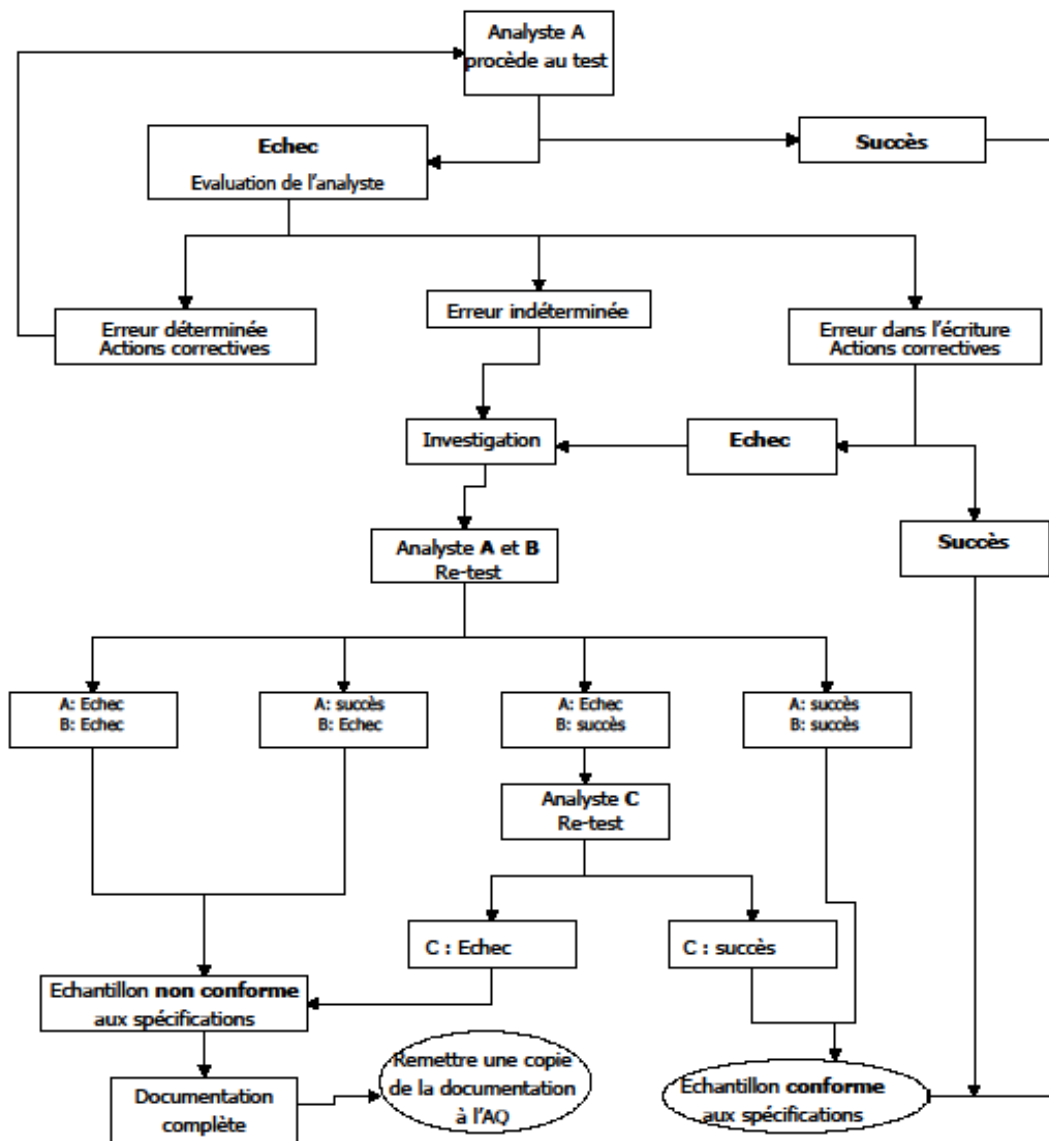 Analyste A
procède au test
Echec
Evaluation de l'analyste
Succès
Erreur déterminée
Actions correctives
Erreur indéterminée
Erreur dans l'écriture
Actions correctives
Investigation
Echec
Succès
Analyste A et B
Re-test
A: Echec
B: Echec
A: succès
B: Echec
A: Echec
B: succès
A: succès
B: succès
Analyste C
Re-test
C : Echec
C : succès
Echantillon non conforme
aux spécifications
Documentation
complète
Remettre une copie
de la documentation
à l'AQ
Echantillon conforme
aux spécifications